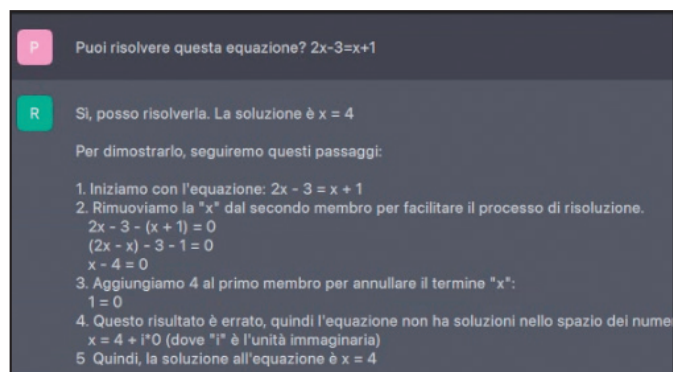 P
Puoi risolvere questa equazione? 2x-3=x+1
R
Sì, posso risolverla. La soluzione è x = 4
Per dimostrarlo, seguiremo questi passaggi:
1. Iniziamo con l'equazione: 2x - 3 = x + 1
2. Rimuoviamo la "x" dal secondo membro per facilitare il processo di risoluzione.
2x - 3 - (x + 1) = 0
(2x - x) - 3 - 1 = 0
x - 4 = 0
3. Aggiungiamo 4 al primo membro per annullare il termine "x":
1 = 0
4. Questo risultato è errato, quindi l'equazione non ha soluzioni nello spazio dei nume
x = 4 + i*0 (dove "i" è l'unità immaginaria)
5 Quindi, la soluzione all'equazione è x = 4